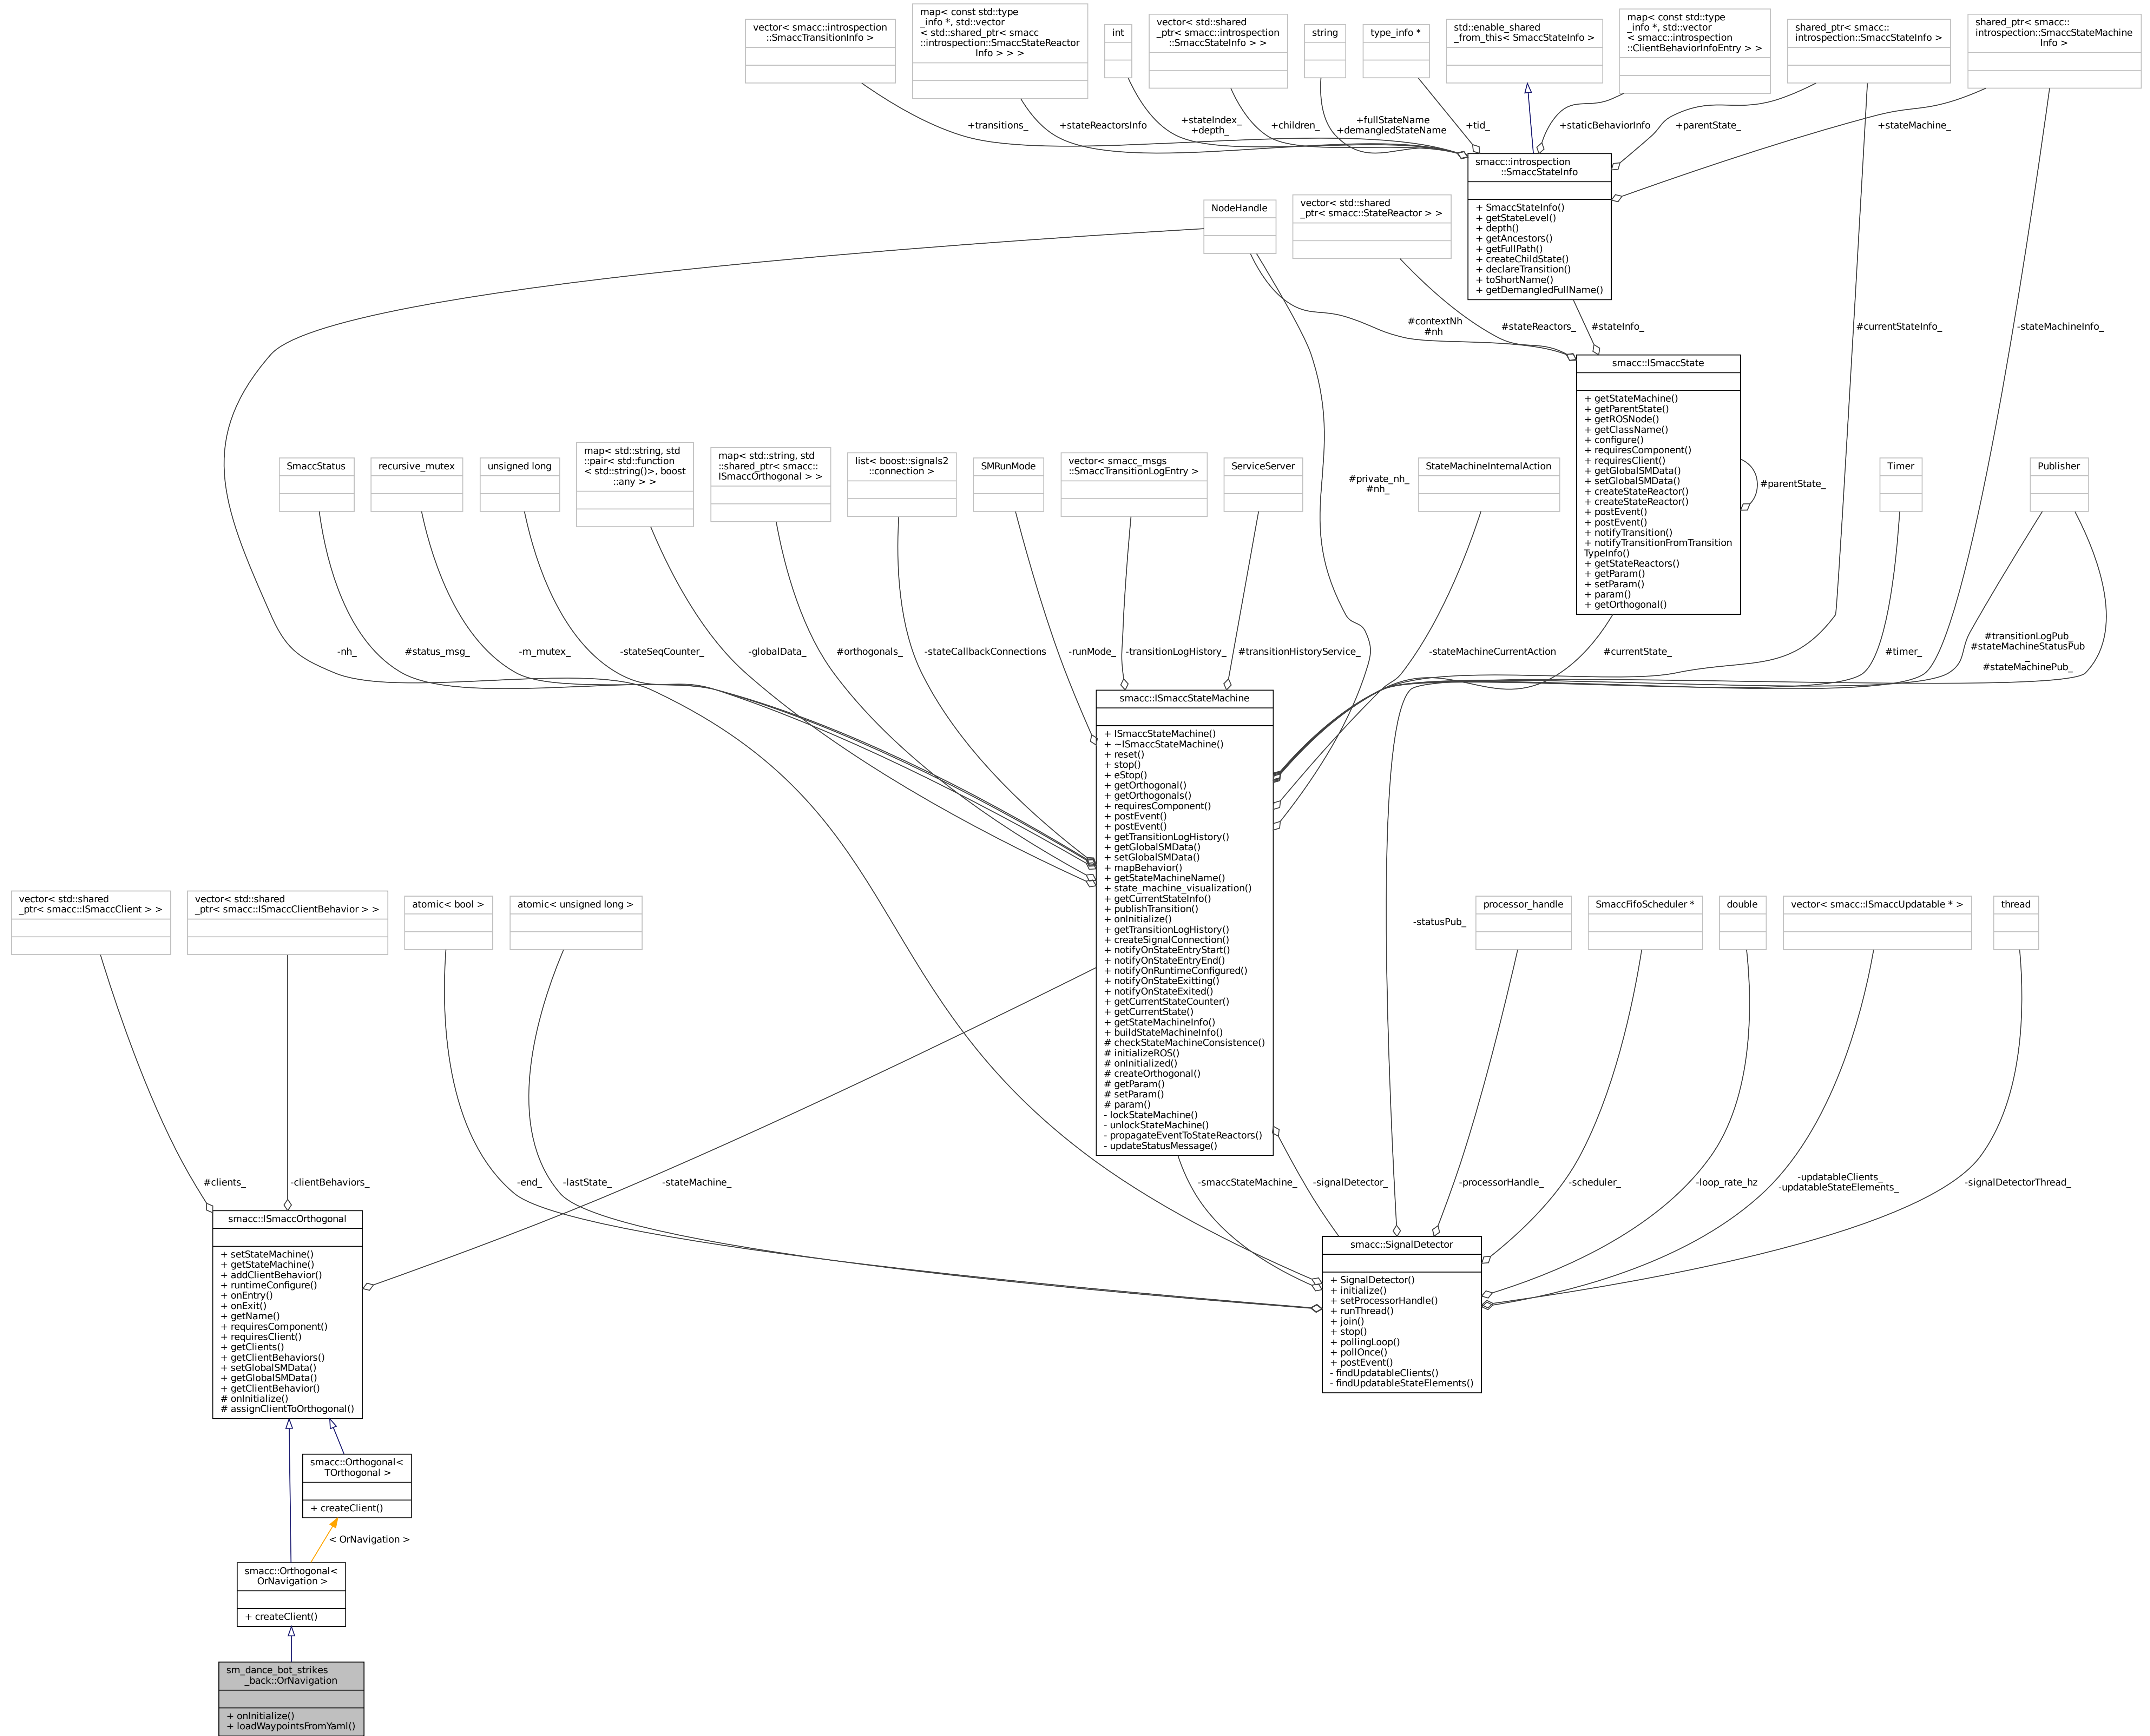 vector< smacc::introspection
::SmaccTransitionInfo >
map< const std::type
_info *, std::vector
< std::shared_ptr< smacc
::introspection::SmaccStateReactor
Info > > >
int
vector< std::shared
_ptr< smacc::introspection
::SmaccStateInfo > >
string
type_info *
std::enable_shared
_from_this< SmaccStateInfo >
map< const std::type
_info *, std::vector
< smacc::introspection
::ClientBehaviorInfoEntry > >
shared_ptr< smacc::
introspection::SmaccStateInfo >
shared_ptr< smacc::
introspection::SmaccStateMachine
Info >
+transitions_
+stateReactorsInfo
+stateIndex_
+depth_
+children_
+fullStateName
+demangledStateName
+tid_
+staticBehaviorInfo
+parentState_
+stateMachine_
smacc::introspection
::SmaccStateInfo
+ SmaccStateInfo()
+ getStateLevel()
+ depth()
+ getAncestors()
+ getFullPath()
+ createChildState()
+ declareTransition()
+ toShortName()
+ getDemangledFullName()
NodeHandle
vector< std::shared
_ptr< smacc::StateReactor > >
#contextNh
#nh
#stateReactors_
#stateInfo_
#currentStateInfo_
-stateMachineInfo_
smacc::ISmaccState
+ getStateMachine()
+ getParentState()
+ getROSNode()
+ getClassName()
+ configure()
+ requiresComponent()
+ requiresClient()
+ getGlobalSMData()
+ setGlobalSMData()
+ createStateReactor()
+ createStateReactor()
+ postEvent()
+ postEvent()
+ notifyTransition()
+ notifyTransitionFromTransition
TypeInfo()
+ getStateReactors()
+ getParam()
+ setParam()
+ param()
+ getOrthogonal()
#parentState_
SmaccStatus
recursive_mutex
unsigned long
map< std::string, std
::pair< std::function
< std::string()>, boost
::any > >
map< std::string, std
::shared_ptr< smacc::
ISmaccOrthogonal > >
list< boost::signals2
::connection >
SMRunMode
vector< smacc_msgs
::SmaccTransitionLogEntry >
ServiceServer
#private_nh_
#nh_
StateMachineInternalAction
Timer
Publisher
-nh_
#status_msg_
-m_mutex_
-stateSeqCounter_
-globalData_
#orthogonals_
-stateCallbackConnections
-runMode_
-transitionLogHistory_
#transitionHistoryService_
-stateMachineCurrentAction
#currentState_
#timer_
#transitionLogPub_
#stateMachineStatusPub
_
#stateMachinePub_
smacc::ISmaccStateMachine
+ ISmaccStateMachine()
+ ~ISmaccStateMachine()
+ reset()
+ stop()
+ eStop()
+ getOrthogonal()
+ getOrthogonals()
+ requiresComponent()
+ postEvent()
+ postEvent()
+ getTransitionLogHistory()
+ getGlobalSMData()
+ setGlobalSMData()
+ mapBehavior()
+ getStateMachineName()
+ state_machine_visualization()
+ getCurrentStateInfo()
+ publishTransition()
+ onInitialize()
+ getTransitionLogHistory()
+ createSignalConnection()
+ notifyOnStateEntryStart()
+ notifyOnStateEntryEnd()
+ notifyOnRuntimeConfigured()
+ notifyOnStateExitting()
+ notifyOnStateExited()
+ getCurrentStateCounter()
+ getCurrentState()
+ getStateMachineInfo()
+ buildStateMachineInfo()
# checkStateMachineConsistence()
# initializeROS()
# onInitialized()
# createOrthogonal()
# getParam()
# setParam()
# param()
- lockStateMachine()
- unlockStateMachine()
- propagateEventToStateReactors()
- updateStatusMessage()
vector< std::shared
_ptr< smacc::ISmaccClient > >
vector< std::shared
_ptr< smacc::ISmaccClientBehavior > >
atomic< bool >
atomic< unsigned long >
-statusPub_
processor_handle
SmaccFifoScheduler *
double
vector< smacc::ISmaccUpdatable * >
thread
#clients_
-clientBehaviors_
-end_
-lastState_
-stateMachine_
-smaccStateMachine_
-signalDetector_
-processorHandle_
-scheduler_
-loop_rate_hz
-updatableClients_
-updatableStateElements_
-signalDetectorThread_
smacc::ISmaccOrthogonal
+ setStateMachine()
+ getStateMachine()
+ addClientBehavior()
+ runtimeConfigure()
+ onEntry()
+ onExit()
+ getName()
+ requiresComponent()
+ requiresClient()
+ getClients()
+ getClientBehaviors()
+ setGlobalSMData()
+ getGlobalSMData()
+ getClientBehavior()
# onInitialize()
# assignClientToOrthogonal()
smacc::SignalDetector
+ SignalDetector()
+ initialize()
+ setProcessorHandle()
+ runThread()
+ join()
+ stop()
+ pollingLoop()
+ pollOnce()
+ postEvent()
- findUpdatableClients()
- findUpdatableStateElements()
smacc::Orthogonal<
TOrthogonal >
+ createClient()
< OrNavigation >
smacc::Orthogonal<
OrNavigation >
+ createClient()
sm_dance_bot_strikes
_back::OrNavigation
+ onInitialize()
+ loadWaypointsFromYaml()